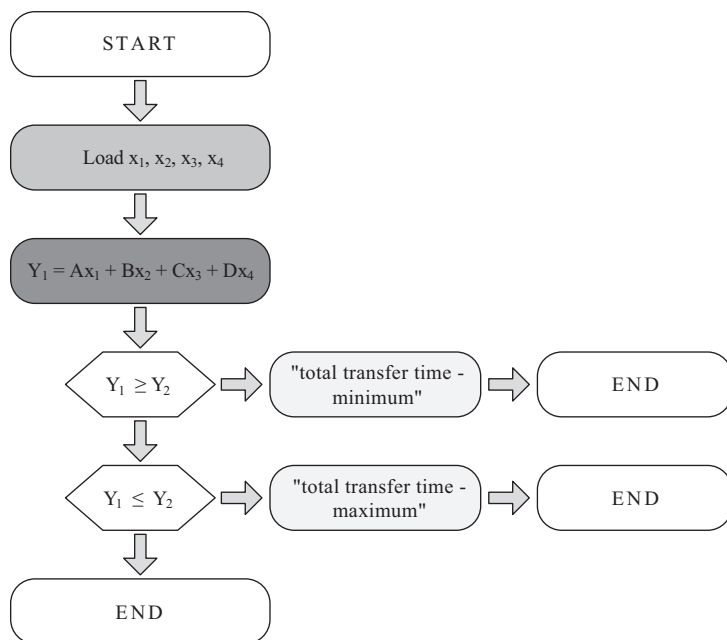 START
Load x₁, x₂, x₃, x₄
Y₁ = Ax₁ + Bx₂ + Cx₃ + Dx₄
Y₁ ≥ Y₂
"total transfer time -
minimum"
END
Y₁ ≤ Y₂
"total transfer time -
maximum"
END
END